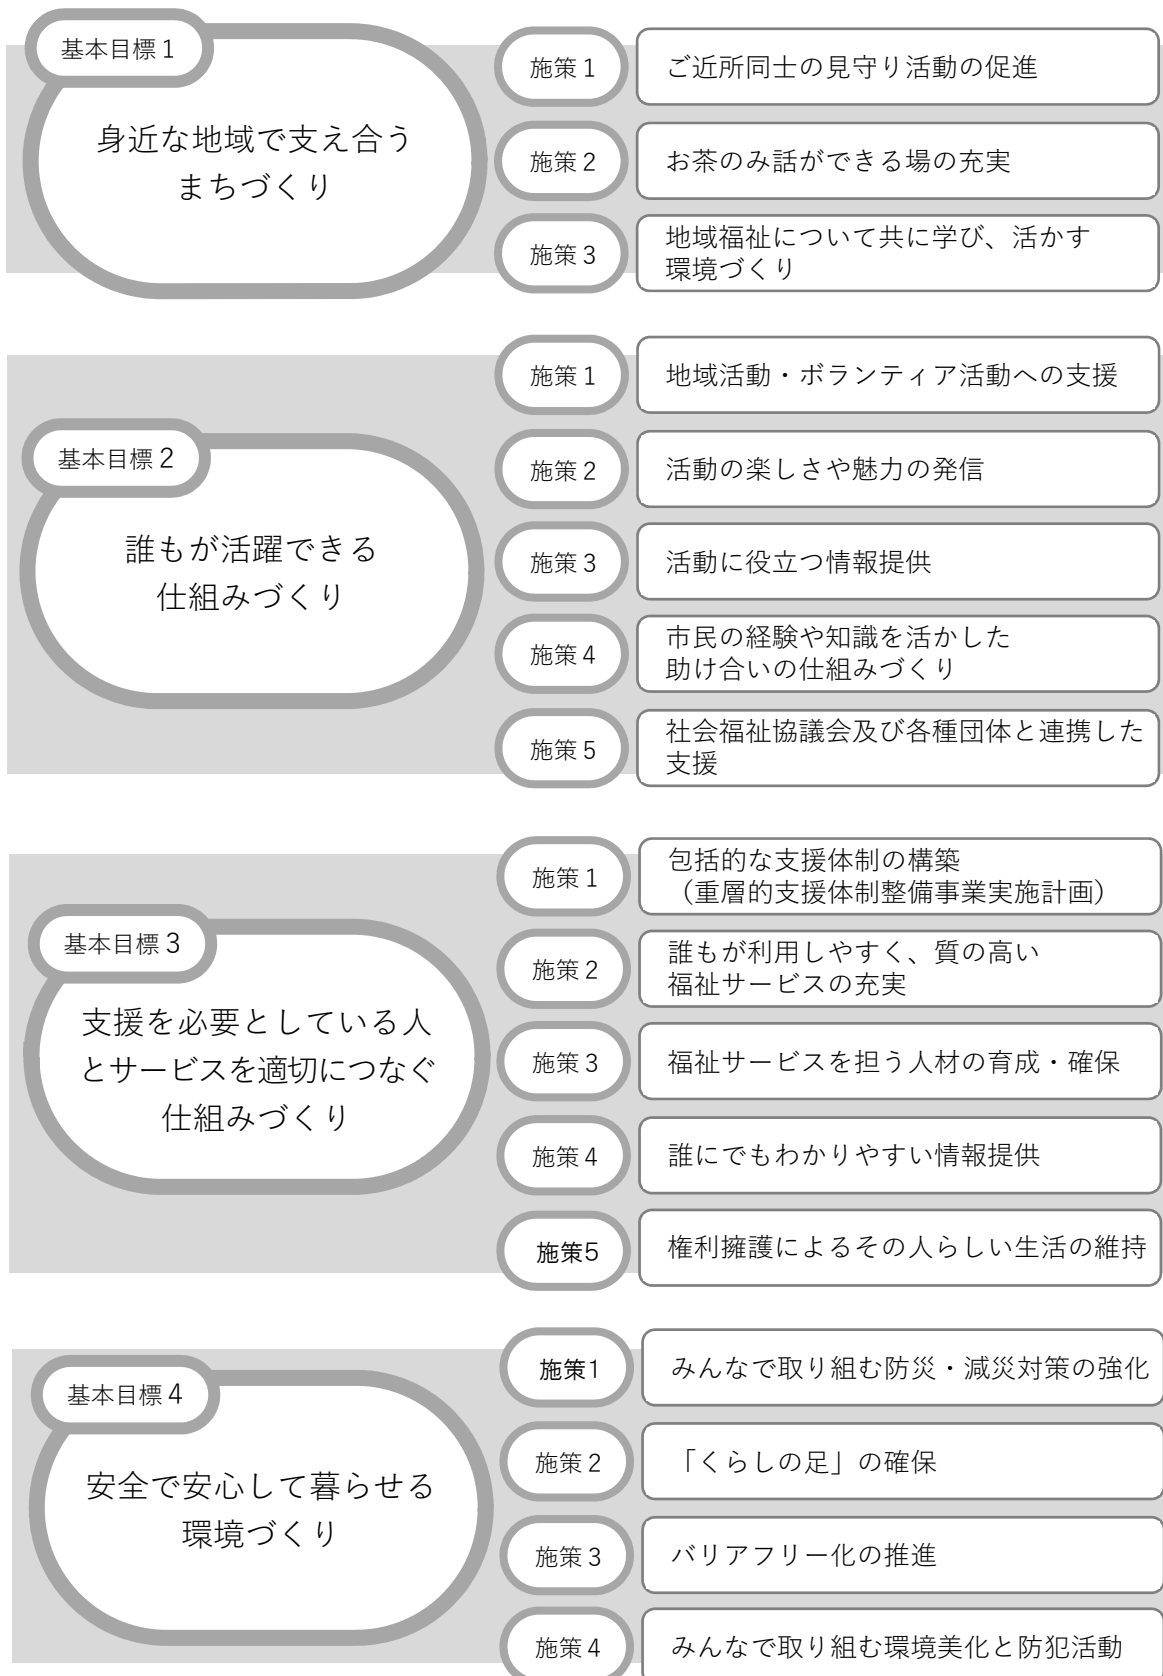 基本目標1
身近な地域で支え合う
まちづくり
施策1
ご近所同士の見守り活動の促進
施策2
お茶のみ話ができる場の充実
施策3
地域福祉について共に学び、活かす
環境づくり
基本目標2
誰もが活躍できる
仕組みづくり
施策1
地域活動・ボランティア活動への支援
施策2
活動の楽しさや魅力の発信
施策3
活動に役立つ情報提供
施策4
市民の経験や知識を活かした
助け合いの仕組みづくり
施策5
社会福祉協議会及び各種団体と連携した
支援
基本目標3
支援を必要としている人
とサービスを適切につなぐ
仕組みづくり
施策1
包括的な支援体制の構築
（重層的支援体制整備事業実施計画）
施策2
誰もが利用しやすく、質の高い
福祉サービスの充実
施策3
福祉サービスを担う人材の育成・確保
施策4
誰にでもわかりやすい情報提供
施策5
権利擁護によるその人らしい生活の維持
基本目標4
安全で安心して暮らせる
環境づくり
施策1
みんなで取り組む防災・減災対策の強化
施策2
「くらしの足」の確保
施策3
バリアフリー化の推進
施策4
みんなで取り組む環境美化と防犯活動